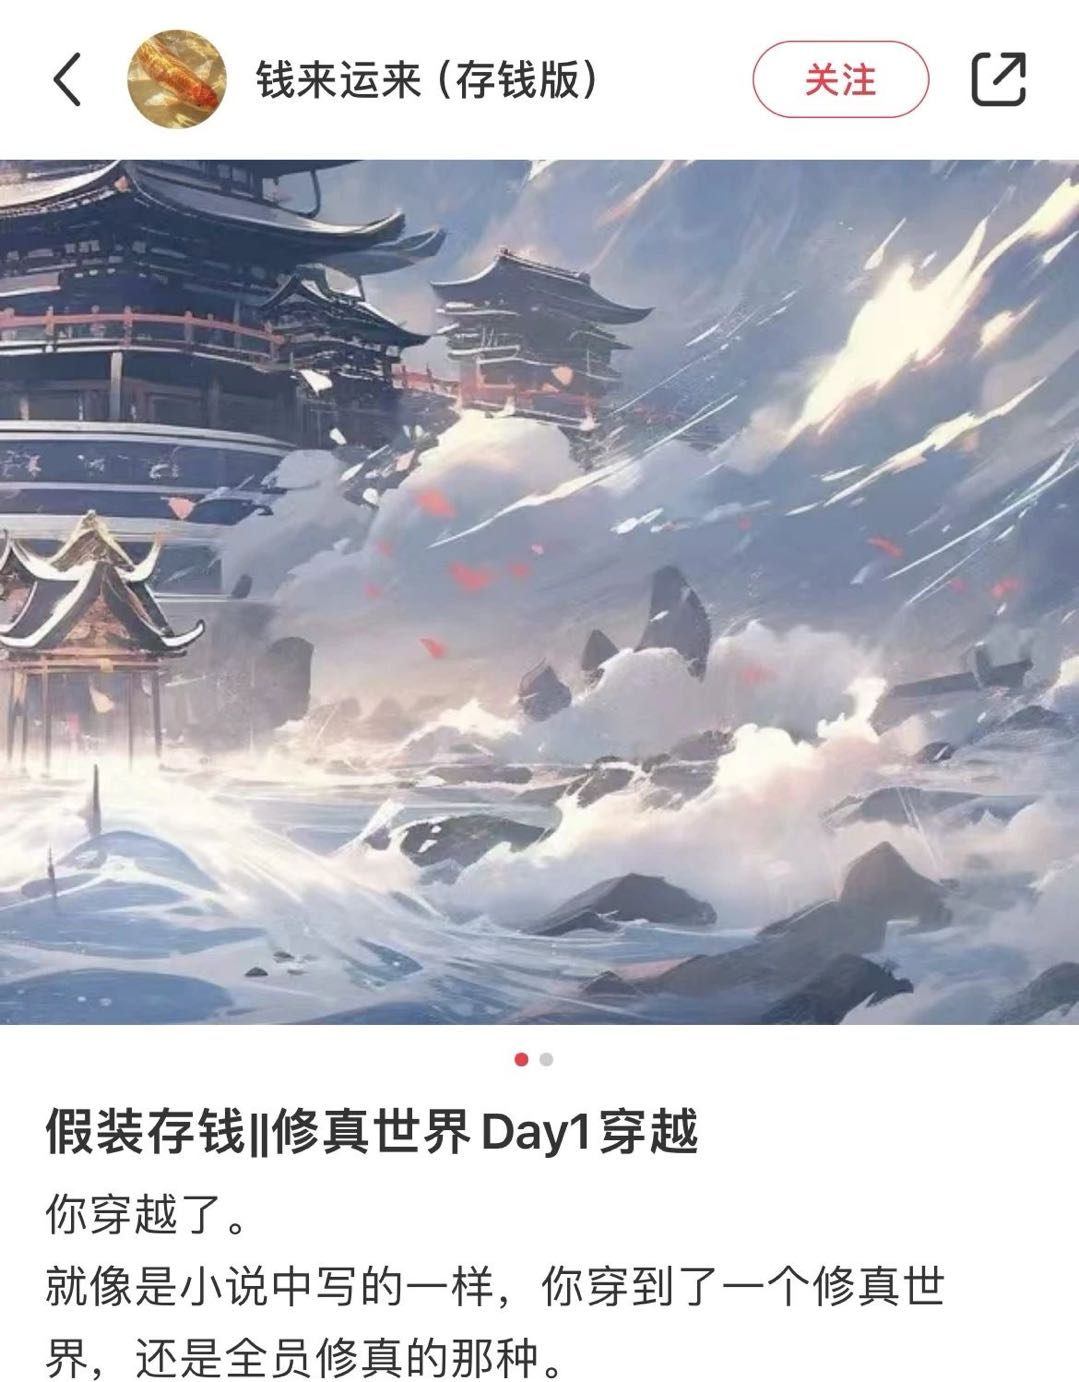 钱来运来（存钱版）
关注
假装存钱||修真世界Day1穿越
你穿越了。
就像是小说中写的一样，你穿到了一个修真世
界，还是全员修真的那种。